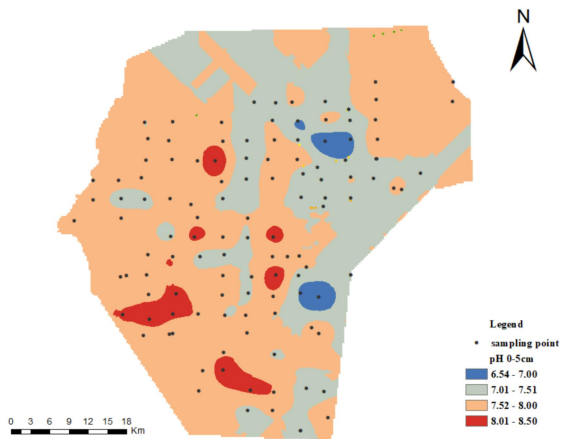 N
Legend
sampling point
pH 0-5cm
6.54 - 7.00
7.01 - 7.51
7.52 - 8.00
8.01 - 8.50
0 3 6 9 12 15 18
Km